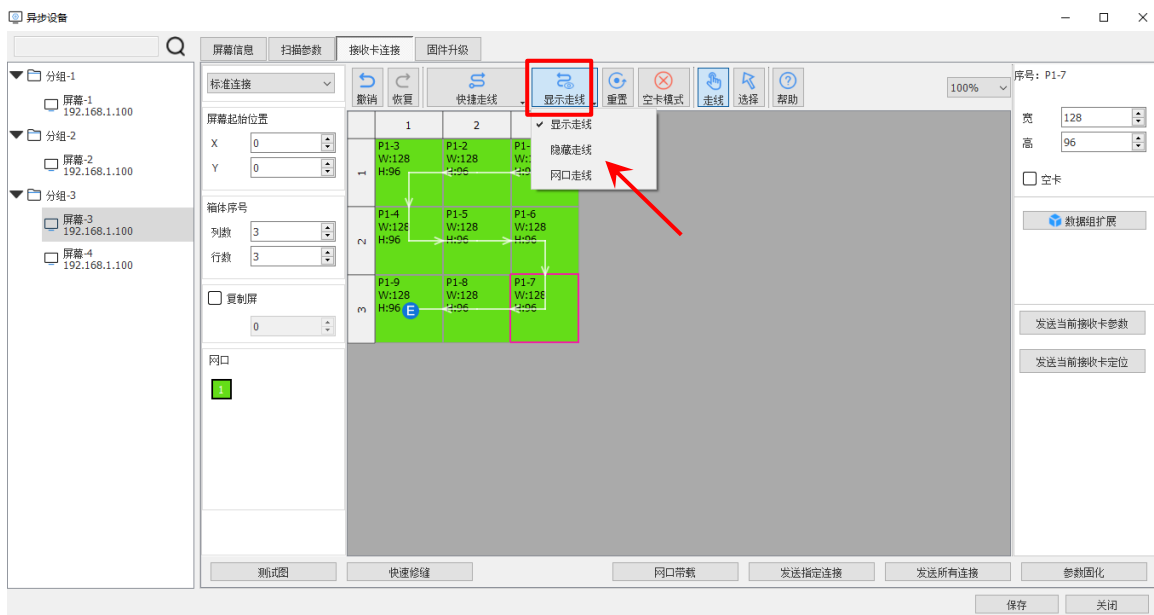 异步设备
屏幕信息 扫描参数 接收卡连接 固件升级
分组-1
屏幕-1
192.168.1.100
分组-2
屏幕-2
192.168.1.100
分组-3
屏幕-3
192.168.1.100
屏幕-4
192.168.1.100
标准连接
屏幕起始位置
X 0
Y 0
箱体序号
列数 3
行数 3
复制屏
0
网口
1
撤销 恢复 快捷走线 显示走线 重置 空卡模式 走线 选择 帮助
100%
显示走线
隐藏走线
网口走线
1 2
1
P1-3 P1-2 P1-
W:128 W:128 W:
H:96 H:96
2
P1-4 P1-5 P1-6
W:128 W:128 W:128
H:96 H:96 H:96
3
P1-9 P1-8 P1-7
W:128 W:128 W:128
H:96 E H:96 H:96
序号: P1-7
宽 128
高 96
空卡
数据组扩展
发送当前接收卡参数
发送当前接收卡定位
测试图 快速修缝 网口带载 发送指定连接 发送所有连接 参数固化
保存 关闭